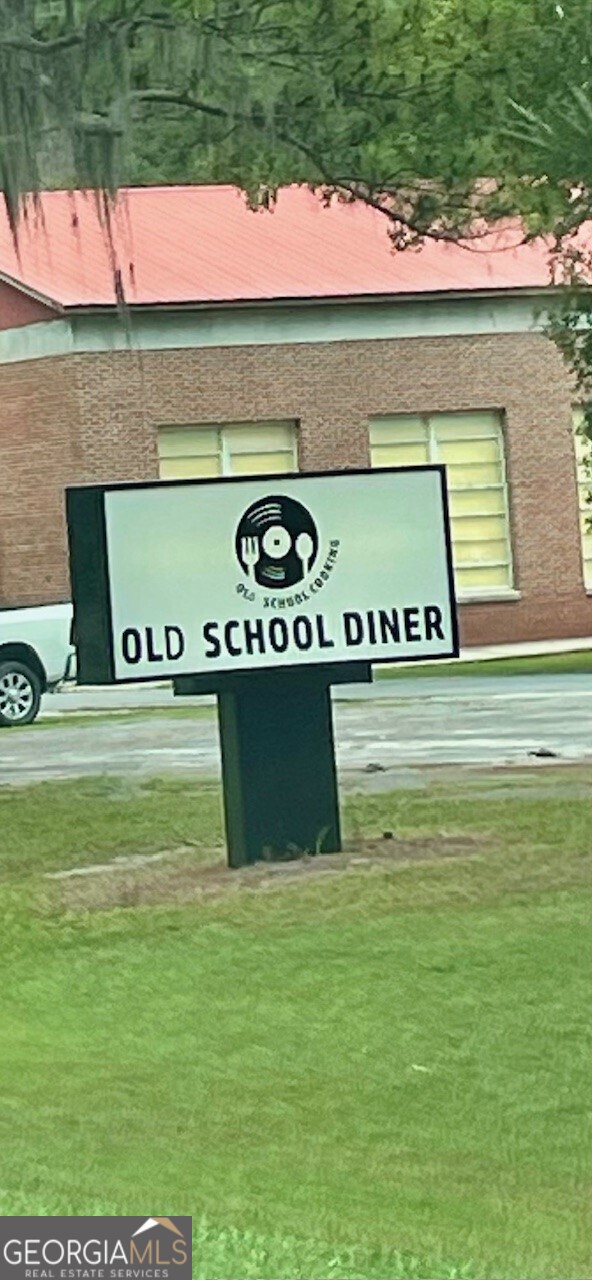 OLD SCHOOL COOKING
OLD SCHOOL DINER
GEORGIAMLS
REAL ESTATE SERVICES